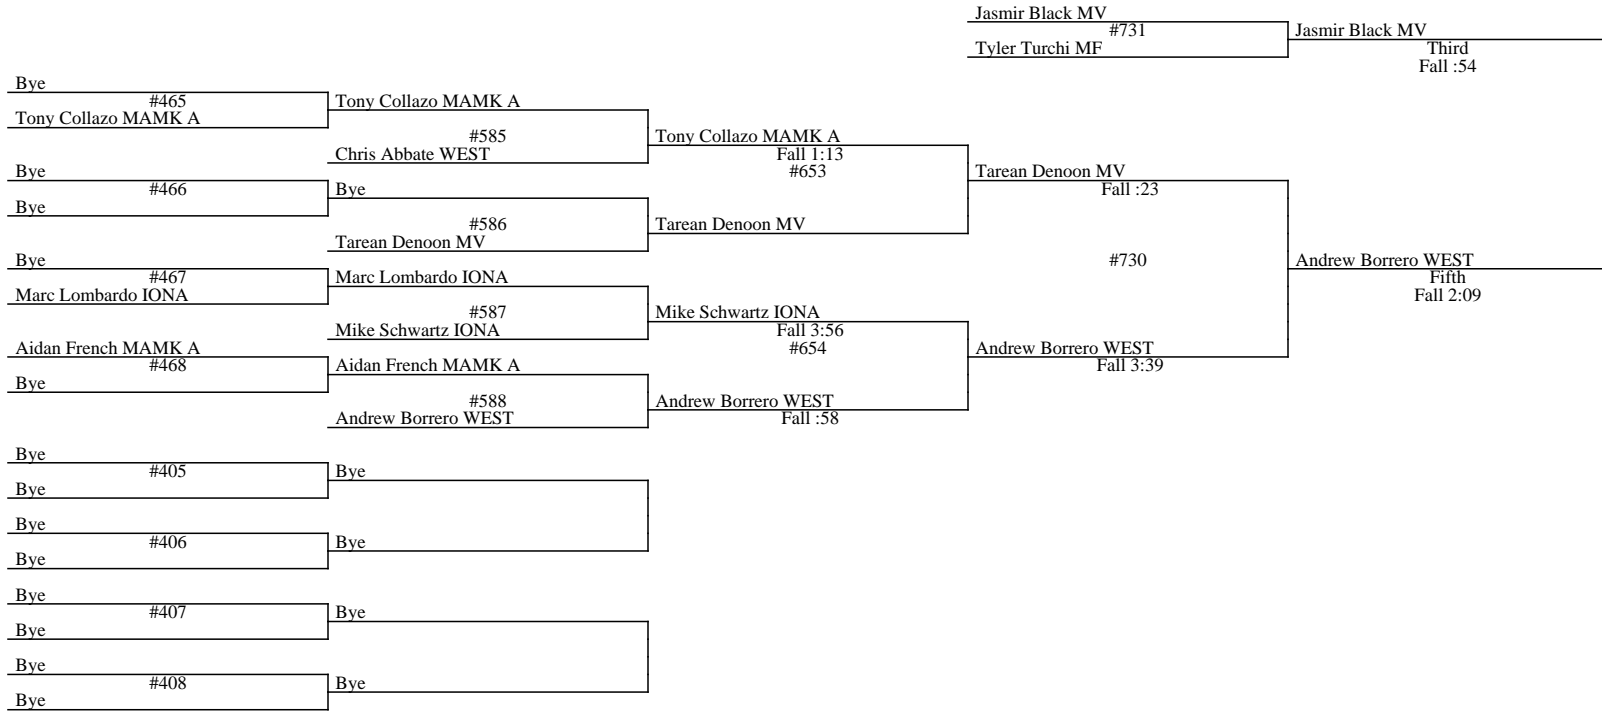 Jasmir Black MV
#731
Tyler Turchi MF
Jasmir Black MV
Third
Fall :54
Bye
#465
Tony Collazo MAMK A
Tony Collazo MAMK A
#585
Chris Abbate WEST
Tony Collazo MAMK A
Fall 1:13
#653
Bye
#466
Bye
Bye
#586
Tarean Denoon MV
Tarean Denoon MV
Tarean Denoon MV
Fall :23
#730
Bye
#467
Marc Lombardo IONA
Marc Lombardo IONA
#587
Mike Schwartz IONA
Mike Schwartz IONA
Fall 3:56
#654
Andrew Borrero WEST
Fifth
Fall 2:09
Aidan French MAMK A
#468
Bye
Aidan French MAMK A
#588
Andrew Borrero WEST
Andrew Borrero WEST
Fall :58
Andrew Borrero WEST
Fall 3:39
Bye
#405
Bye
Bye
Bye
#406
Bye
Bye
Bye
#407
Bye
Bye
Bye
#408
Bye
Bye